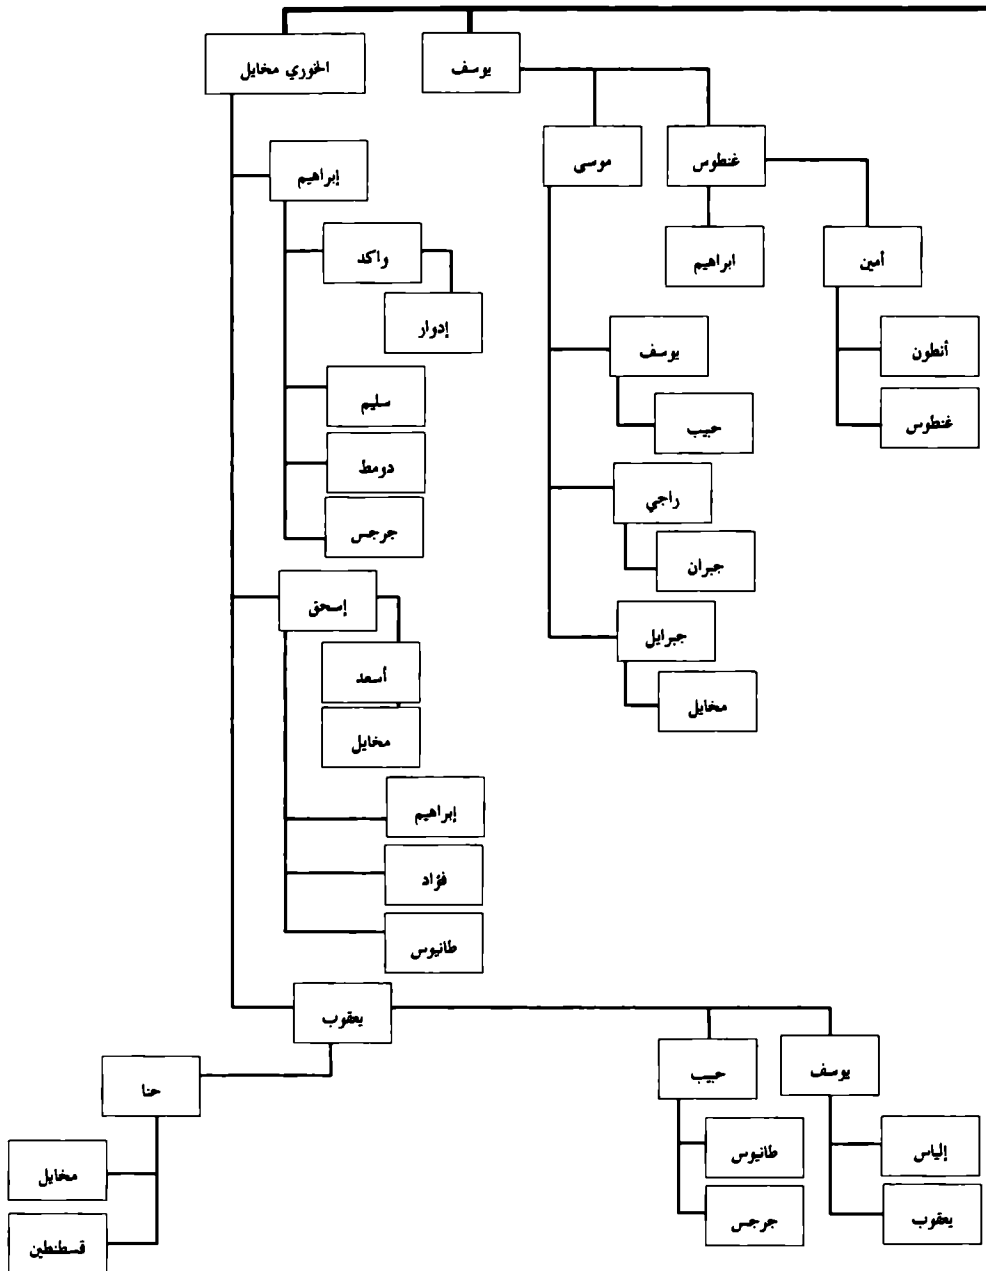 يوسف
الخوري مخايل
غنطوس
موسى
إبراهيم
أمين
ابراهيم
واكد
إدوار
أنطون
يوسف
سليم
غنطوس
حبيب
دومط
راجي
جرجس
جبران
إسحق
جبرايل
أسعد
مخايل
مخايل
إبراهيم
فؤاد
طانيوس
يعقوب
يوسف
حبيب
حنا
إلياس
طانيوس
مخايل
يعقوب
جرجس
قسطنطين